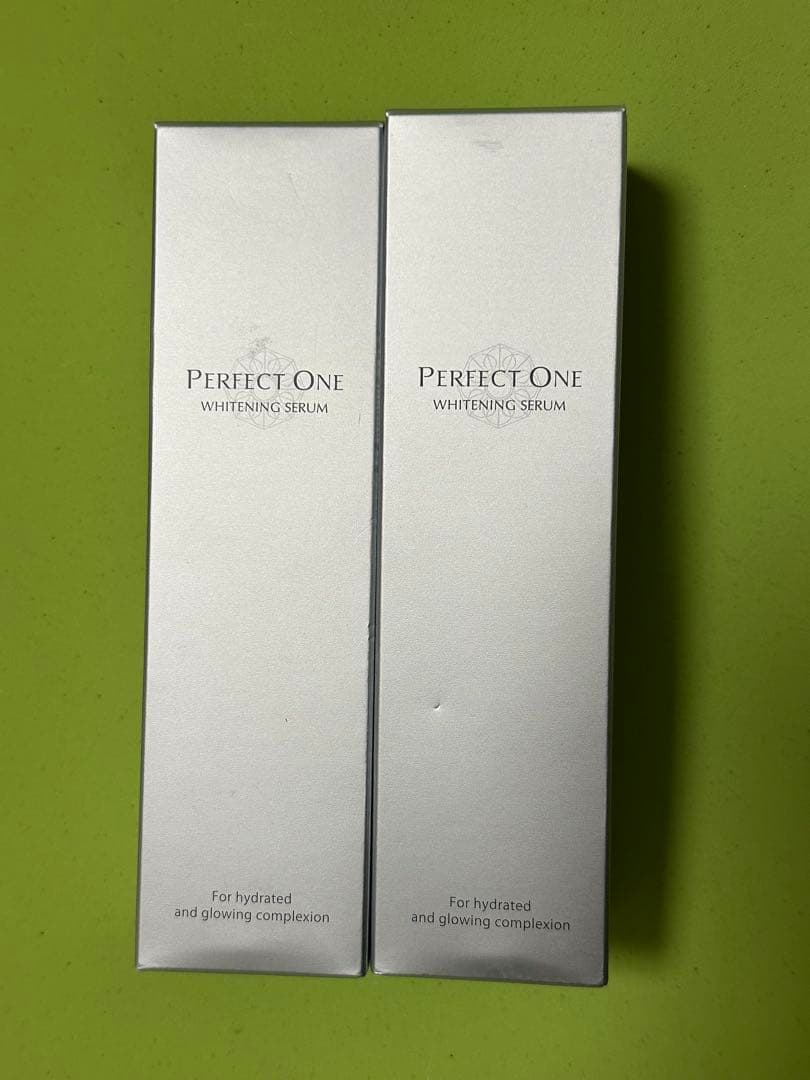 PERFECT ONE
WHITENING SERUM
For hydrated
and glowing complexion
PERFECT ONE
WHITENING SERUM
For hydrated
and glowing complexion